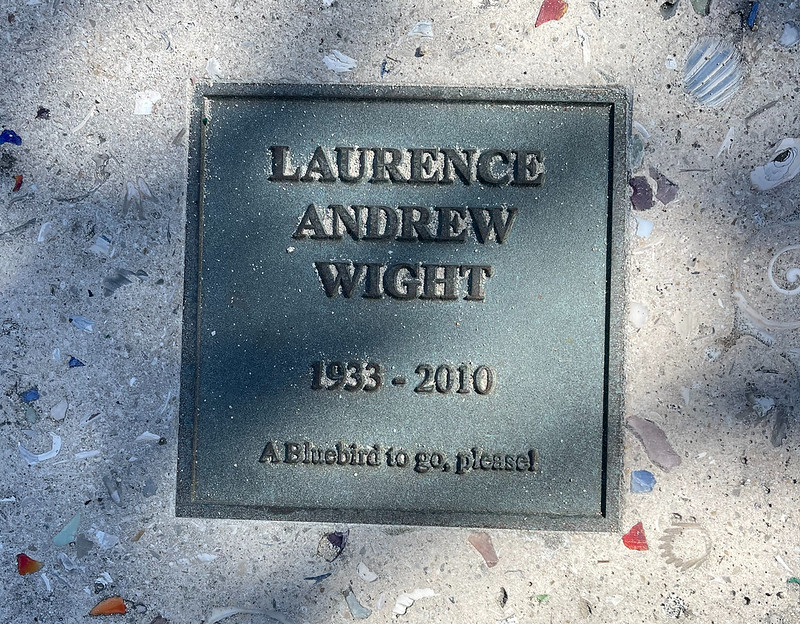 LAURENCE
ANDREW
WIGHT
1933 - 2010
A Bluebird to go, please!